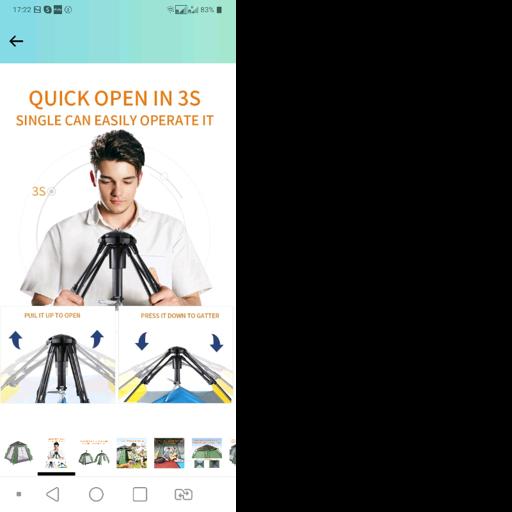 17:22
83%
QUICK OPEN IN 3S
SINGLE CAN EASILY OPERATE IT
3S
PUIL IT UP TO OPEN
PRESS IT DOWN TO GATTER